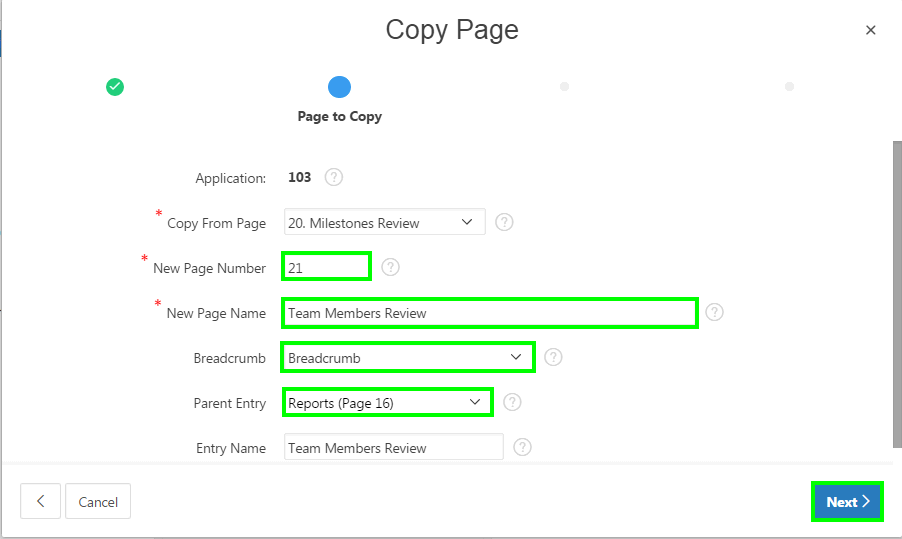 Copy Page
Page to Copy
Application: 103
* Copy From Page 20. Milestones Review
* New Page Number 21
* New Page Name Team Members Review
Breadcrumb Breadcrumb
Parent Entry Reports (Page 16)
Entry Name Team Members Review
Cancel Next